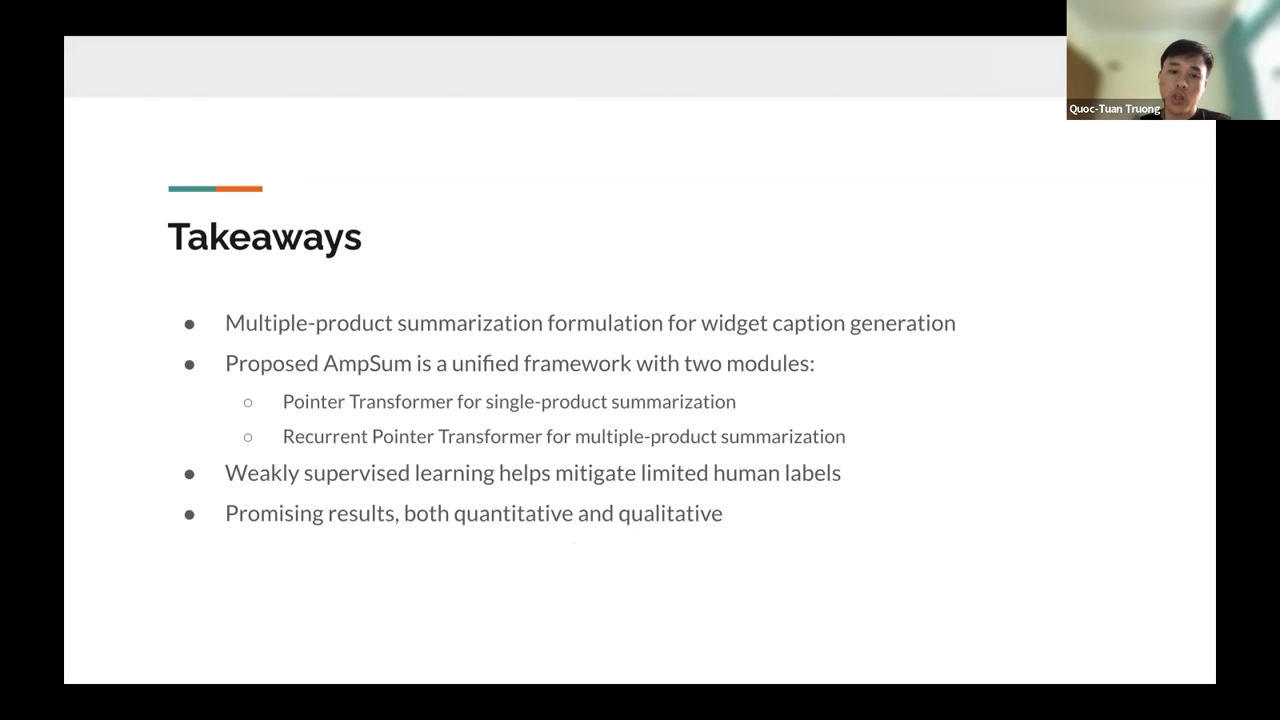 Quoc-Tuan Truong
Takeaways
● Multiple-product summarization formulation for widget caption generation
● Proposed AmpSum is a unified framework with two modules:
○ Pointer Transformer for single-product summarization
○ Recurrent Pointer Transformer for multiple-product summarization
● Weakly supervised learning helps mitigate limited human labels
● Promising results, both quantitative and qualitative